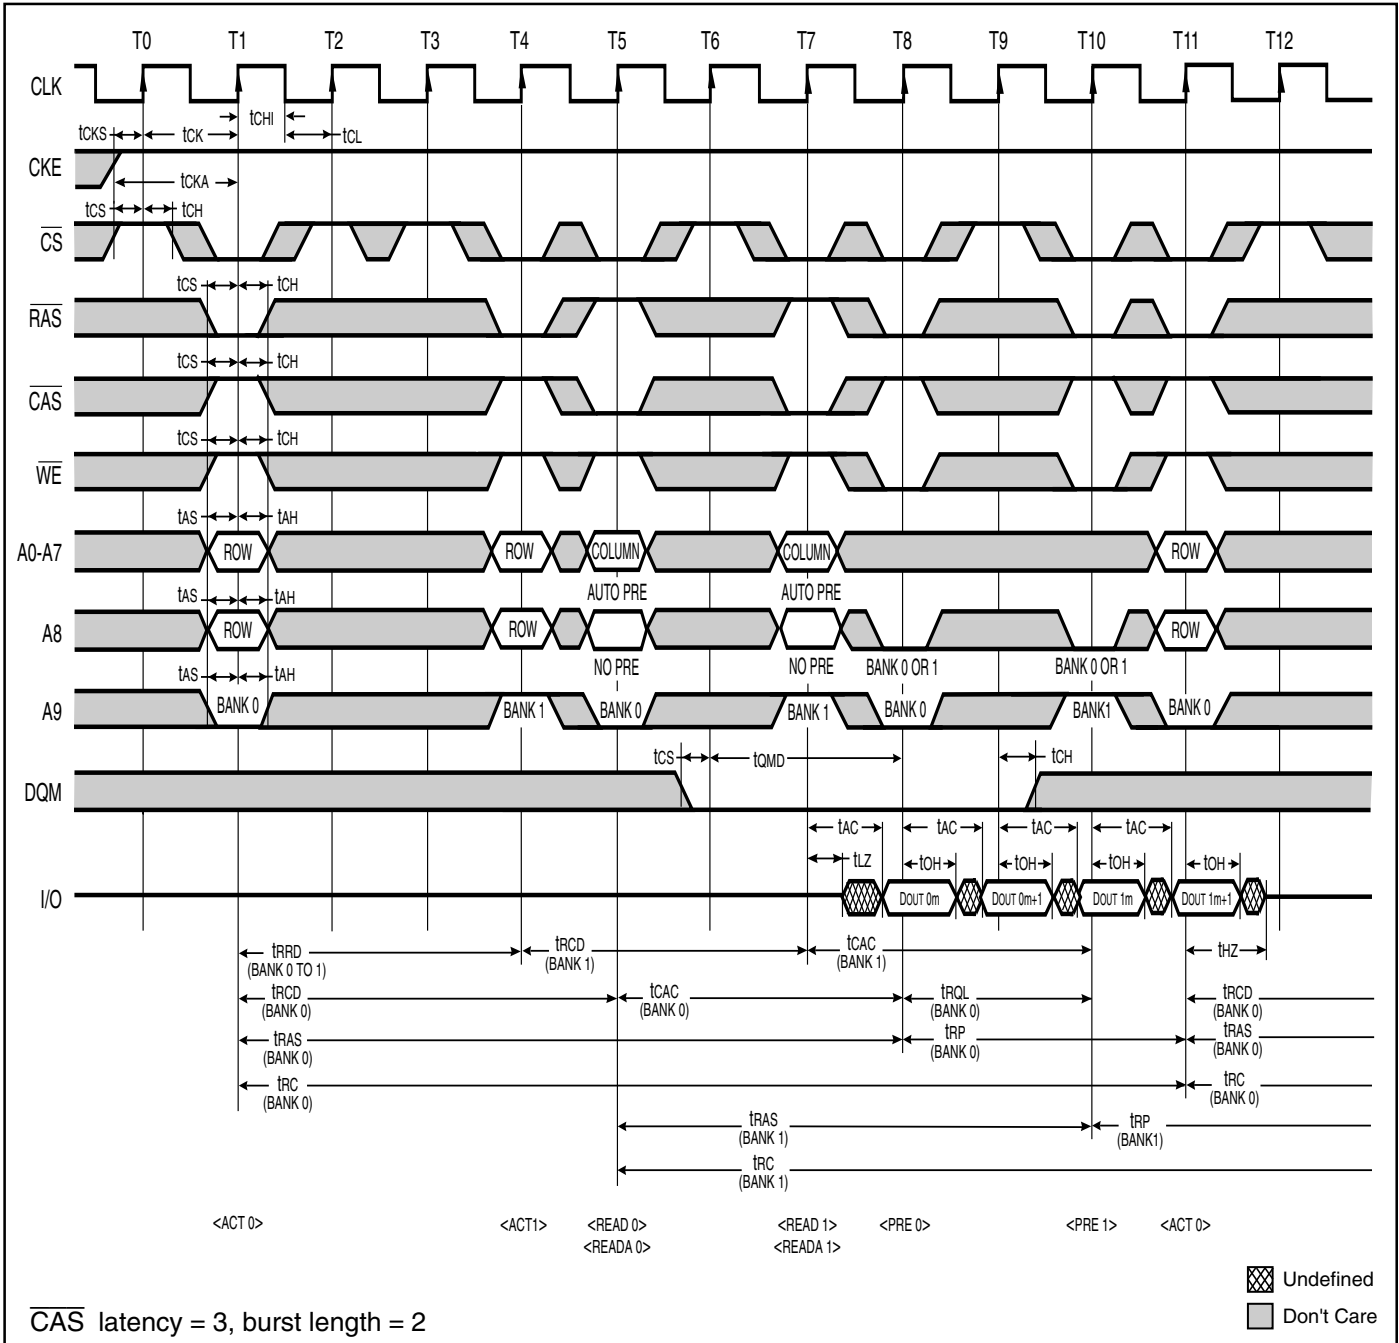 T0 T1 T2 T3 T4 T5 T6 T7 T8 T9 T10 T11 T12
CLK
tCHI
tCKS tCK tCL
CKE
tCKA
tCS tCH
CS
tCS tCH
RAS
tCS tCH
CAS
tCS tCH
WE
tAS tAH
A0-A7 ROW ROW COLUMN COLUMN ROW
AUTO PRE AUTO PRE
tAS tAH
A8 ROW ROW ROW
NO PRE NO PRE BANK 0 OR 1 BANK 0 OR 1
tAS tAH
A9 BANK 0 BANK 1 BANK 0 BANK 1 BANK 0 BANK1 BANK 0
tCS tQMD tCH
DQM
tAC tAC tAC tAC
tLZ tOH tOH tOH tOH
I/O DOUT 0m DOUT 0m+1 DOUT 1m DOUT 1m+1
tRRD tRCD tCAC tHZ
(BANK 0 TO 1) (BANK 1) (BANK 1)
tRCD tCAC tRQL tRCD
(BANK 0) (BANK 0) (BANK 0) (BANK 0)
tRAS tRP tRAS
(BANK 0) (BANK 0) (BANK 0)
tRC tRC
(BANK 0) (BANK 0)
tRAS tRP
(BANK 1) (BANK1)
tRC
(BANK 1)
<ACT 0> <ACT1> <READ 0> <READ 1> <PRE 0> <PRE 1> <ACT 0>
<READA 0> <READA 1>
Undefined
Don't Care
CAS latency = 3, burst length = 2